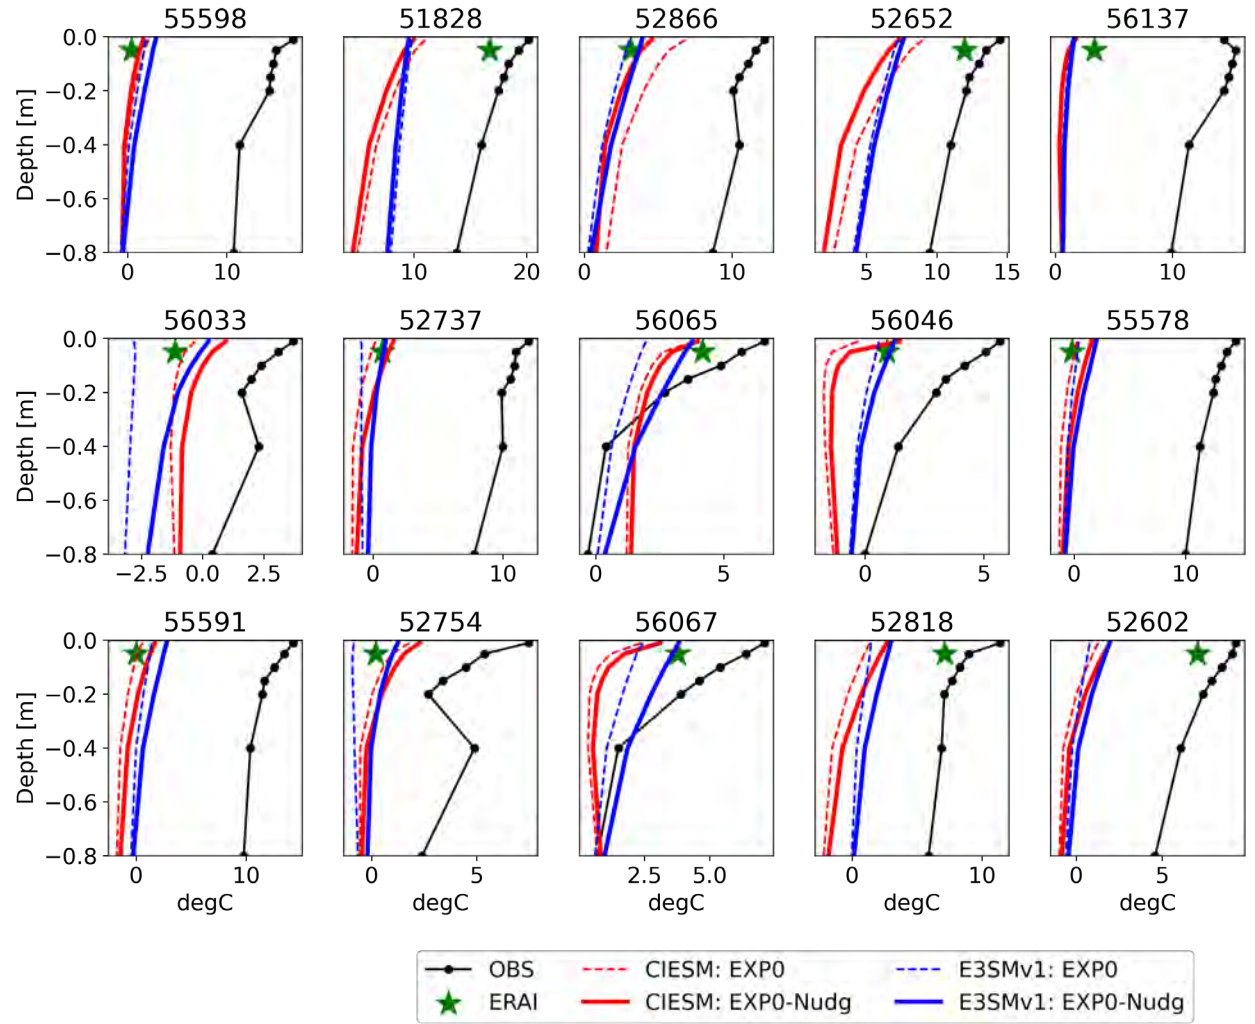 55598 51828 52866 52652 56137
0.0
−0.2
−0.4
−0.6
−0.8
Depth [m]
0 10 10 20 0 10 5 10 15 0 10
56033 52737 56065 56046 55578
0.0
−0.2
−0.4
−0.6
−0.8
Depth [m]
−2.5 0.0 2.5 0 10 0 5 0 5 0 10
55591 52754 56067 52818 52602
0.0
−0.2
−0.4
−0.6
−0.8
Depth [m]
0 10 0 5 2.5 5.0 0 10 0 5
degC degC degC degC degC
OBS CIESM: EXP0 E3SMv1: EXP0
ERAI CIESM: EXP0-Nudg E3SMv1: EXP0-Nudg